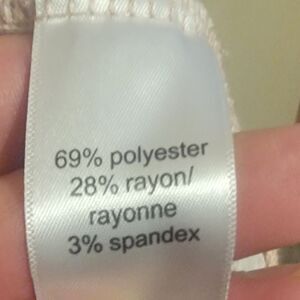 69% polyester
28% rayon/
rayonne
3% spandex